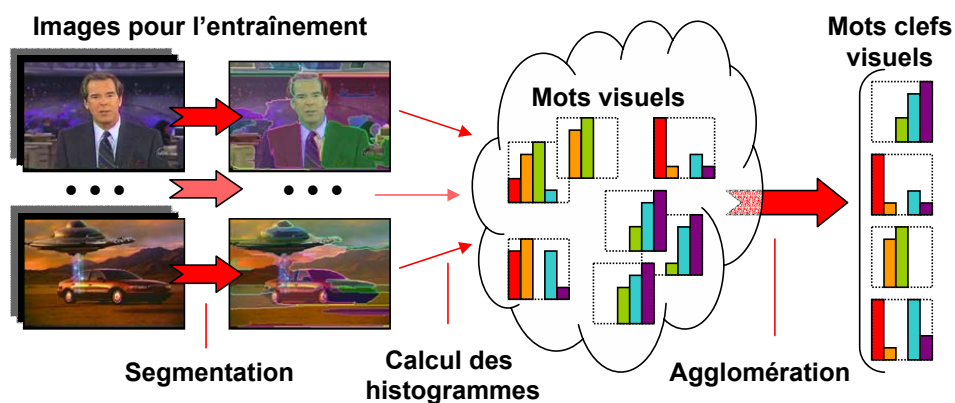 Images pour l'entraînement
Mots clefs
visuels
Mots visuels
Segmentation
Calcul des
histogrammes
Agglomération